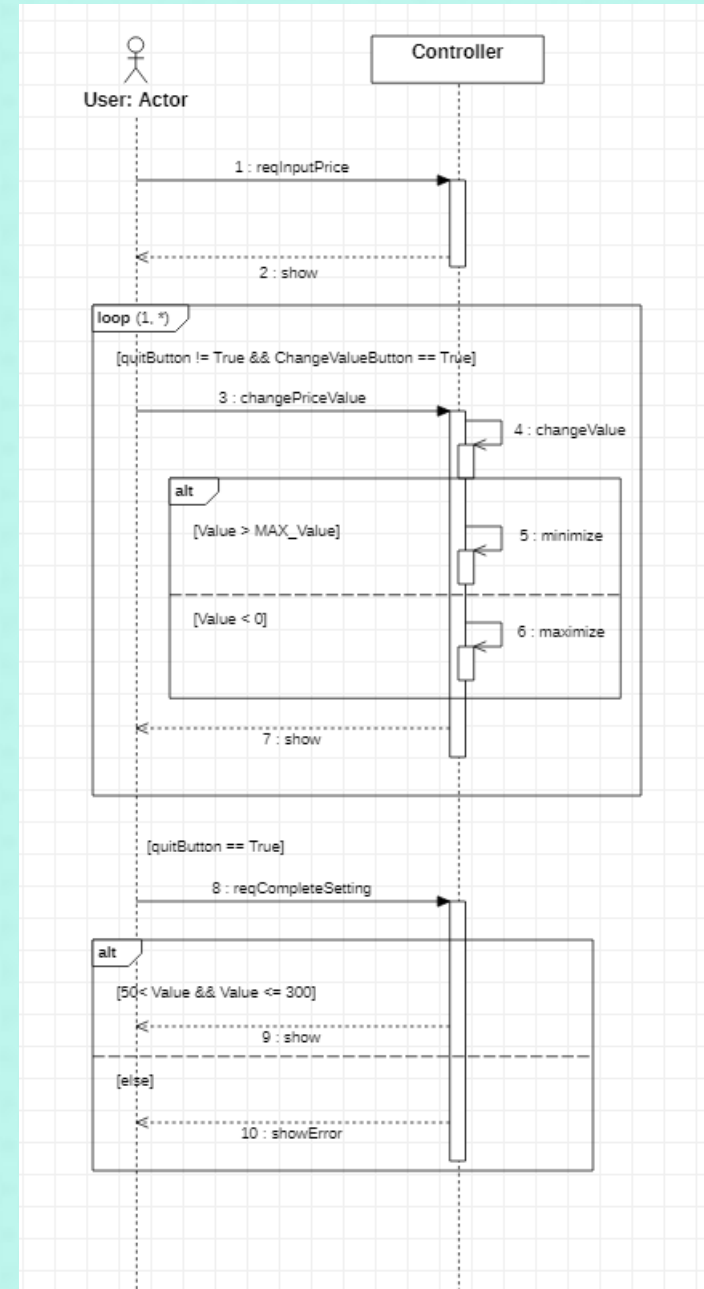 Controller
User: Actor
1 : reqInputPrice
2 : show
loop (1, *)
[quitButton != True && ChangeValueButton == True]
3 : changePriceValue
4 : changeValue
alt
[Value > MAX_Value]
5 : minimize
[Value < 0]
6 : maximize
7 : show
[quitButton == True]
8 : reqCompleteSetting
alt
[50< Value && Value <= 300]
9 : show
[else]
10 : showError